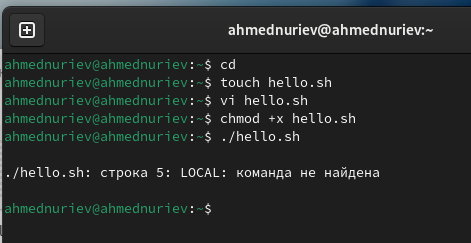 ahmednuriev@ahmednuriev:~
ahmednuriev@ahmednuriev:~$ cd
ahmednuriev@ahmednuriev:~$ touch hello.sh
ahmednuriev@ahmednuriev:~$ vi hello.sh
ahmednuriev@ahmednuriev:~$ chmod +x hello.sh
ahmednuriev@ahmednuriev:~$ ./hello.sh
./hello.sh: строка 5: LOCAL: команда не найдена
ahmednuriev@ahmednuriev:~$